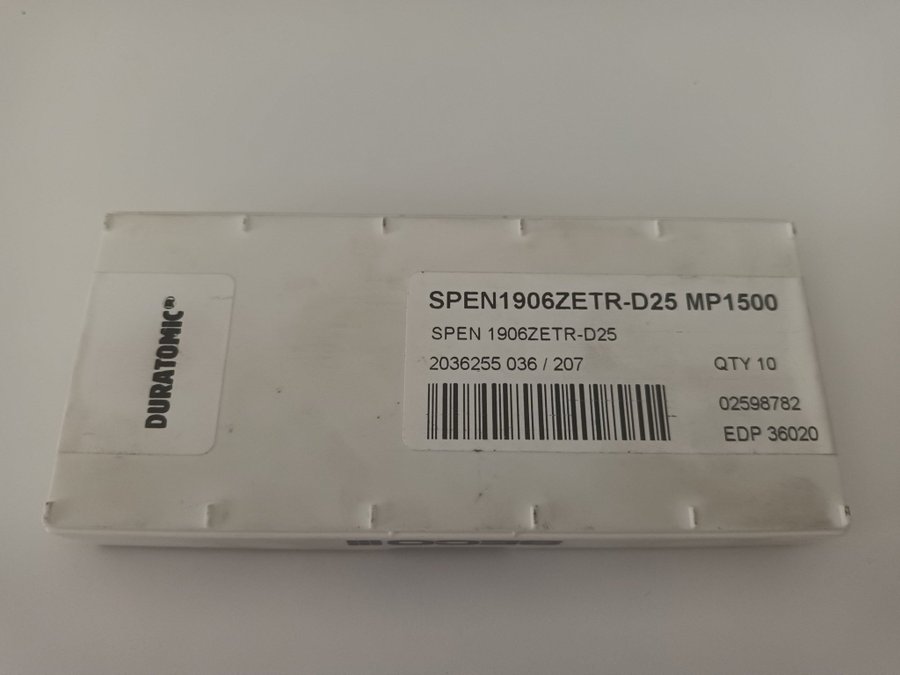 DURATOMIC®
SPEN1906ZETR-D25 MP1500
SPEN 1906ZETR-D25
2036255 036 / 207
QTY 10
02598782
EDP 36020